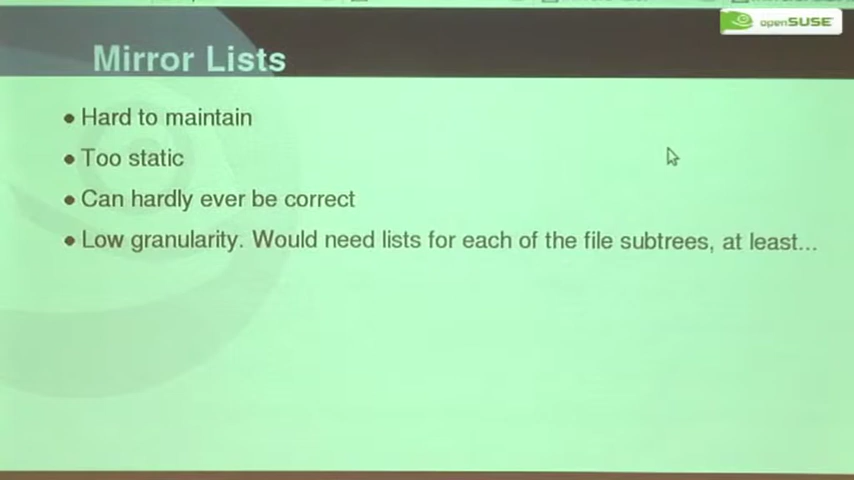 openSUSE
Mirror Lists
• Hard to maintain
• Too static
• Can hardly ever be correct
• Low granularity. Would need lists for each of the file subtrees, at least...